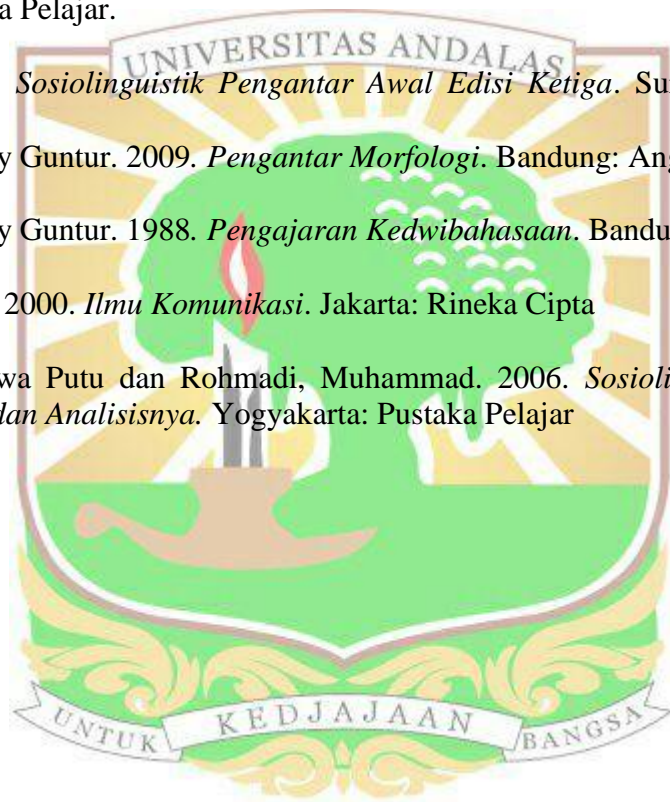 a Pelajar.
UNIVERSITAS ANDALAS
Sosiolinguistik Pengantar Awal Edisi Ketiga. Su
y Guntur. 2009. Pengantar Morfologi. Bandung: Ang
y Guntur. 1988. Pengajaran Kedwibahasaan. Bandu
2000. Ilmu Komunikasi. Jakarta: Rineka Cipta
wa Putu dan Rohmadi, Muhammad. 2006. Sosioli
dan Analisisnya. Yogyakarta: Pustaka Pelajar
UNTUK KEDJAJAAN BANGSA